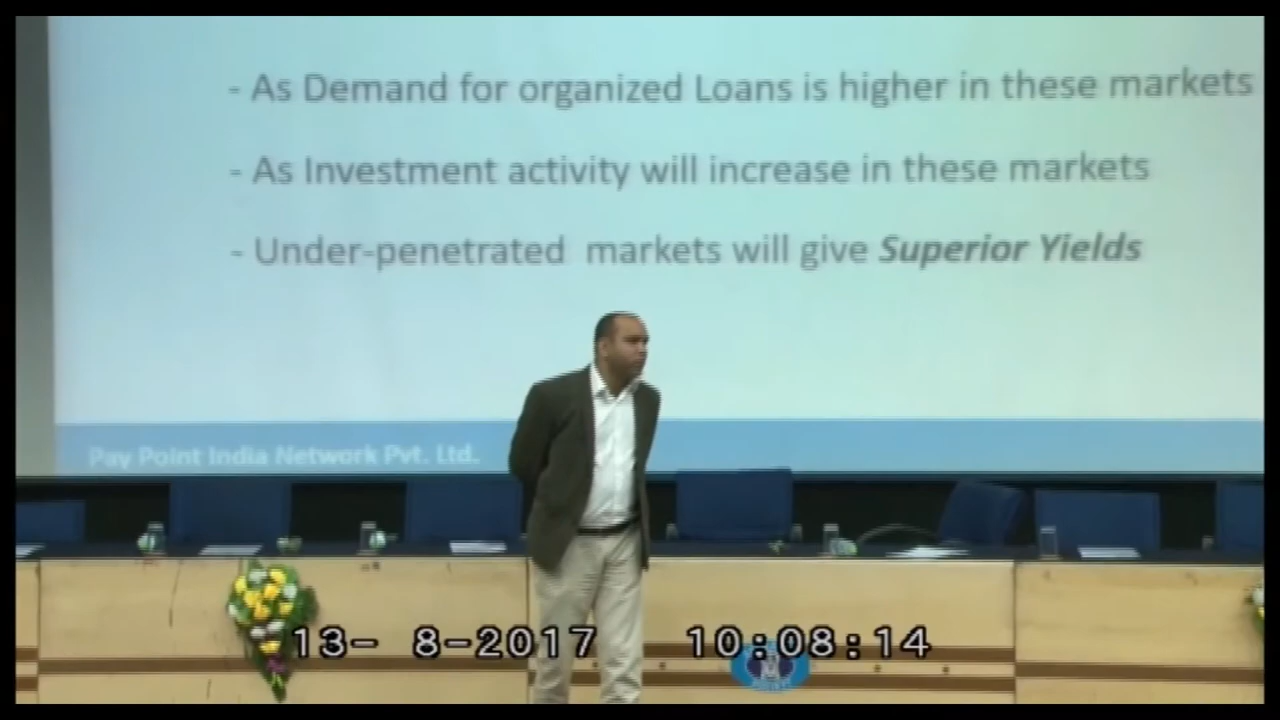 - As Demand for organized Loans is higher in these markets
- As Investment activity will increase in these markets
- Under-penetrated markets will give Superior Yields
Pay Point India Network Pvt. Ltd.
13- 8-2017 10:08:14